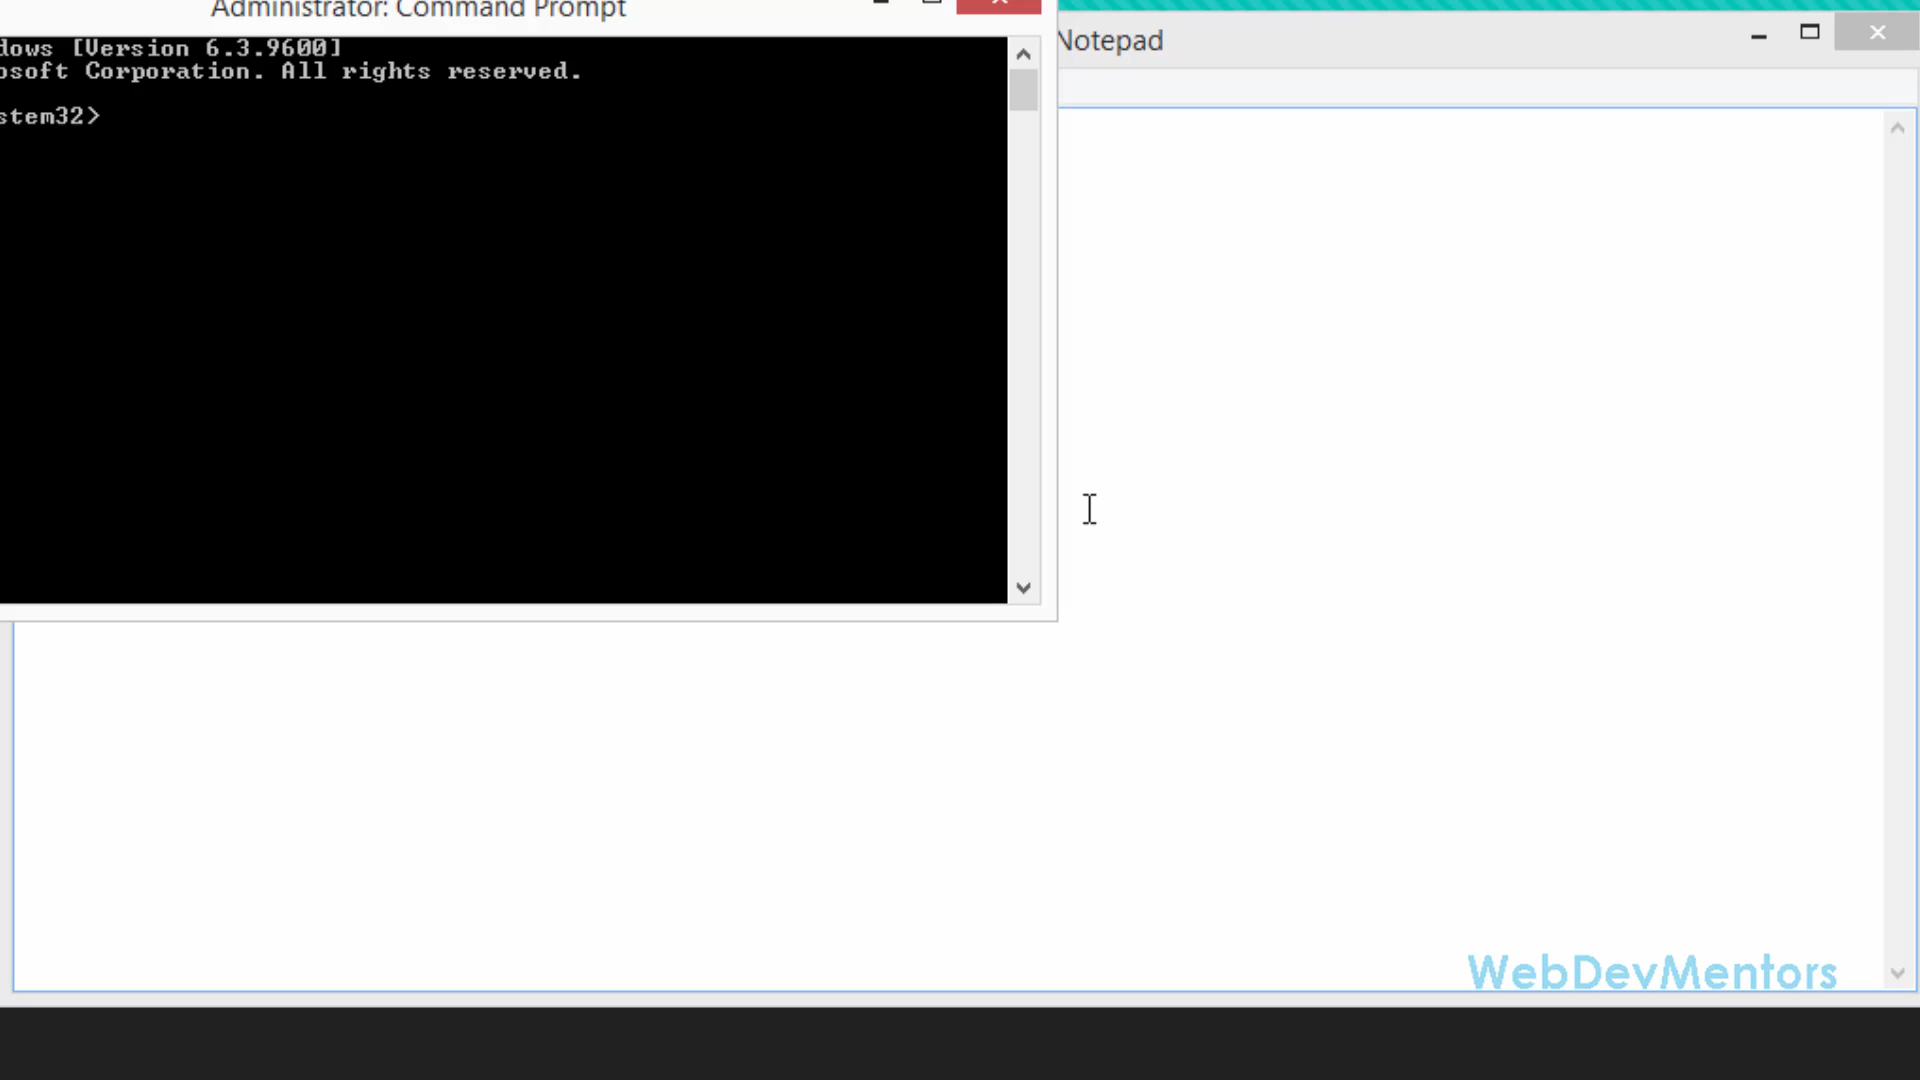 Administrator: Command Prompt
Notepad
dows [Version 6.3.9600]
osoft Corporation. All rights reserved.
stem32>
WebDevMentors